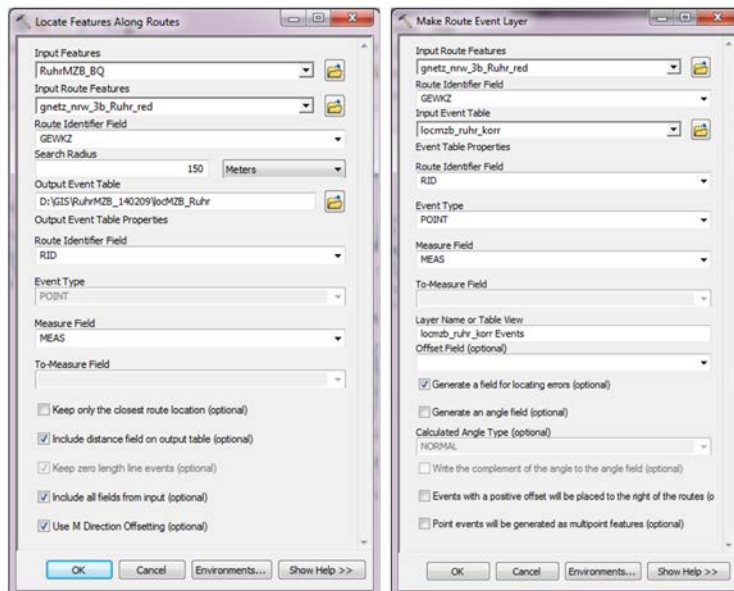 Locate Features Along Routes
Input Features
RuhrMZB_BQ
Input Route Features
gnetz_nrw_3b_Ruhr_red
Route Identifier Field
GEWKZ
Search Radius
150 Meters
Output Event Table
D:\GIS\RuhrMZB_140209\locMZB_Ruhr
Output Event Table Properties
Route Identifier Field
RID
Event Type
POINT
Measure Field
MEAS
To-Measure Field
Keep only the closest route location (optional)
Include distance field on output table (optional)
Keep zero length line events (optional)
Include all fields from input (optional)
Use M Direction Offsetting (optional)
OK Cancel Environments... Show Help >>
Make Route Event Layer
Input Route Features
gnetz_nrw_3b_Ruhr_red
Route Identifier Field
GEWKZ
Input Event Table
locmzb_ruhr_korr
Event Table Properties
Route Identifier Field
RID
Event Type
POINT
Measure Field
MEAS
To-Measure Field
Layer Name or Table View
locmzb_ruhr_korr Events
Offset Field (optional)
Generate a field for locating errors (optional)
Generate an angle field (optional)
Calculated Angle Type (optional)
NORMAL
Write the complement of the angle to the angle field (optional)
Events with a positive offset will be placed to the right of the routes (o
Point events will be generated as multipoint features (optional)
OK Cancel Environments... Show Help >>